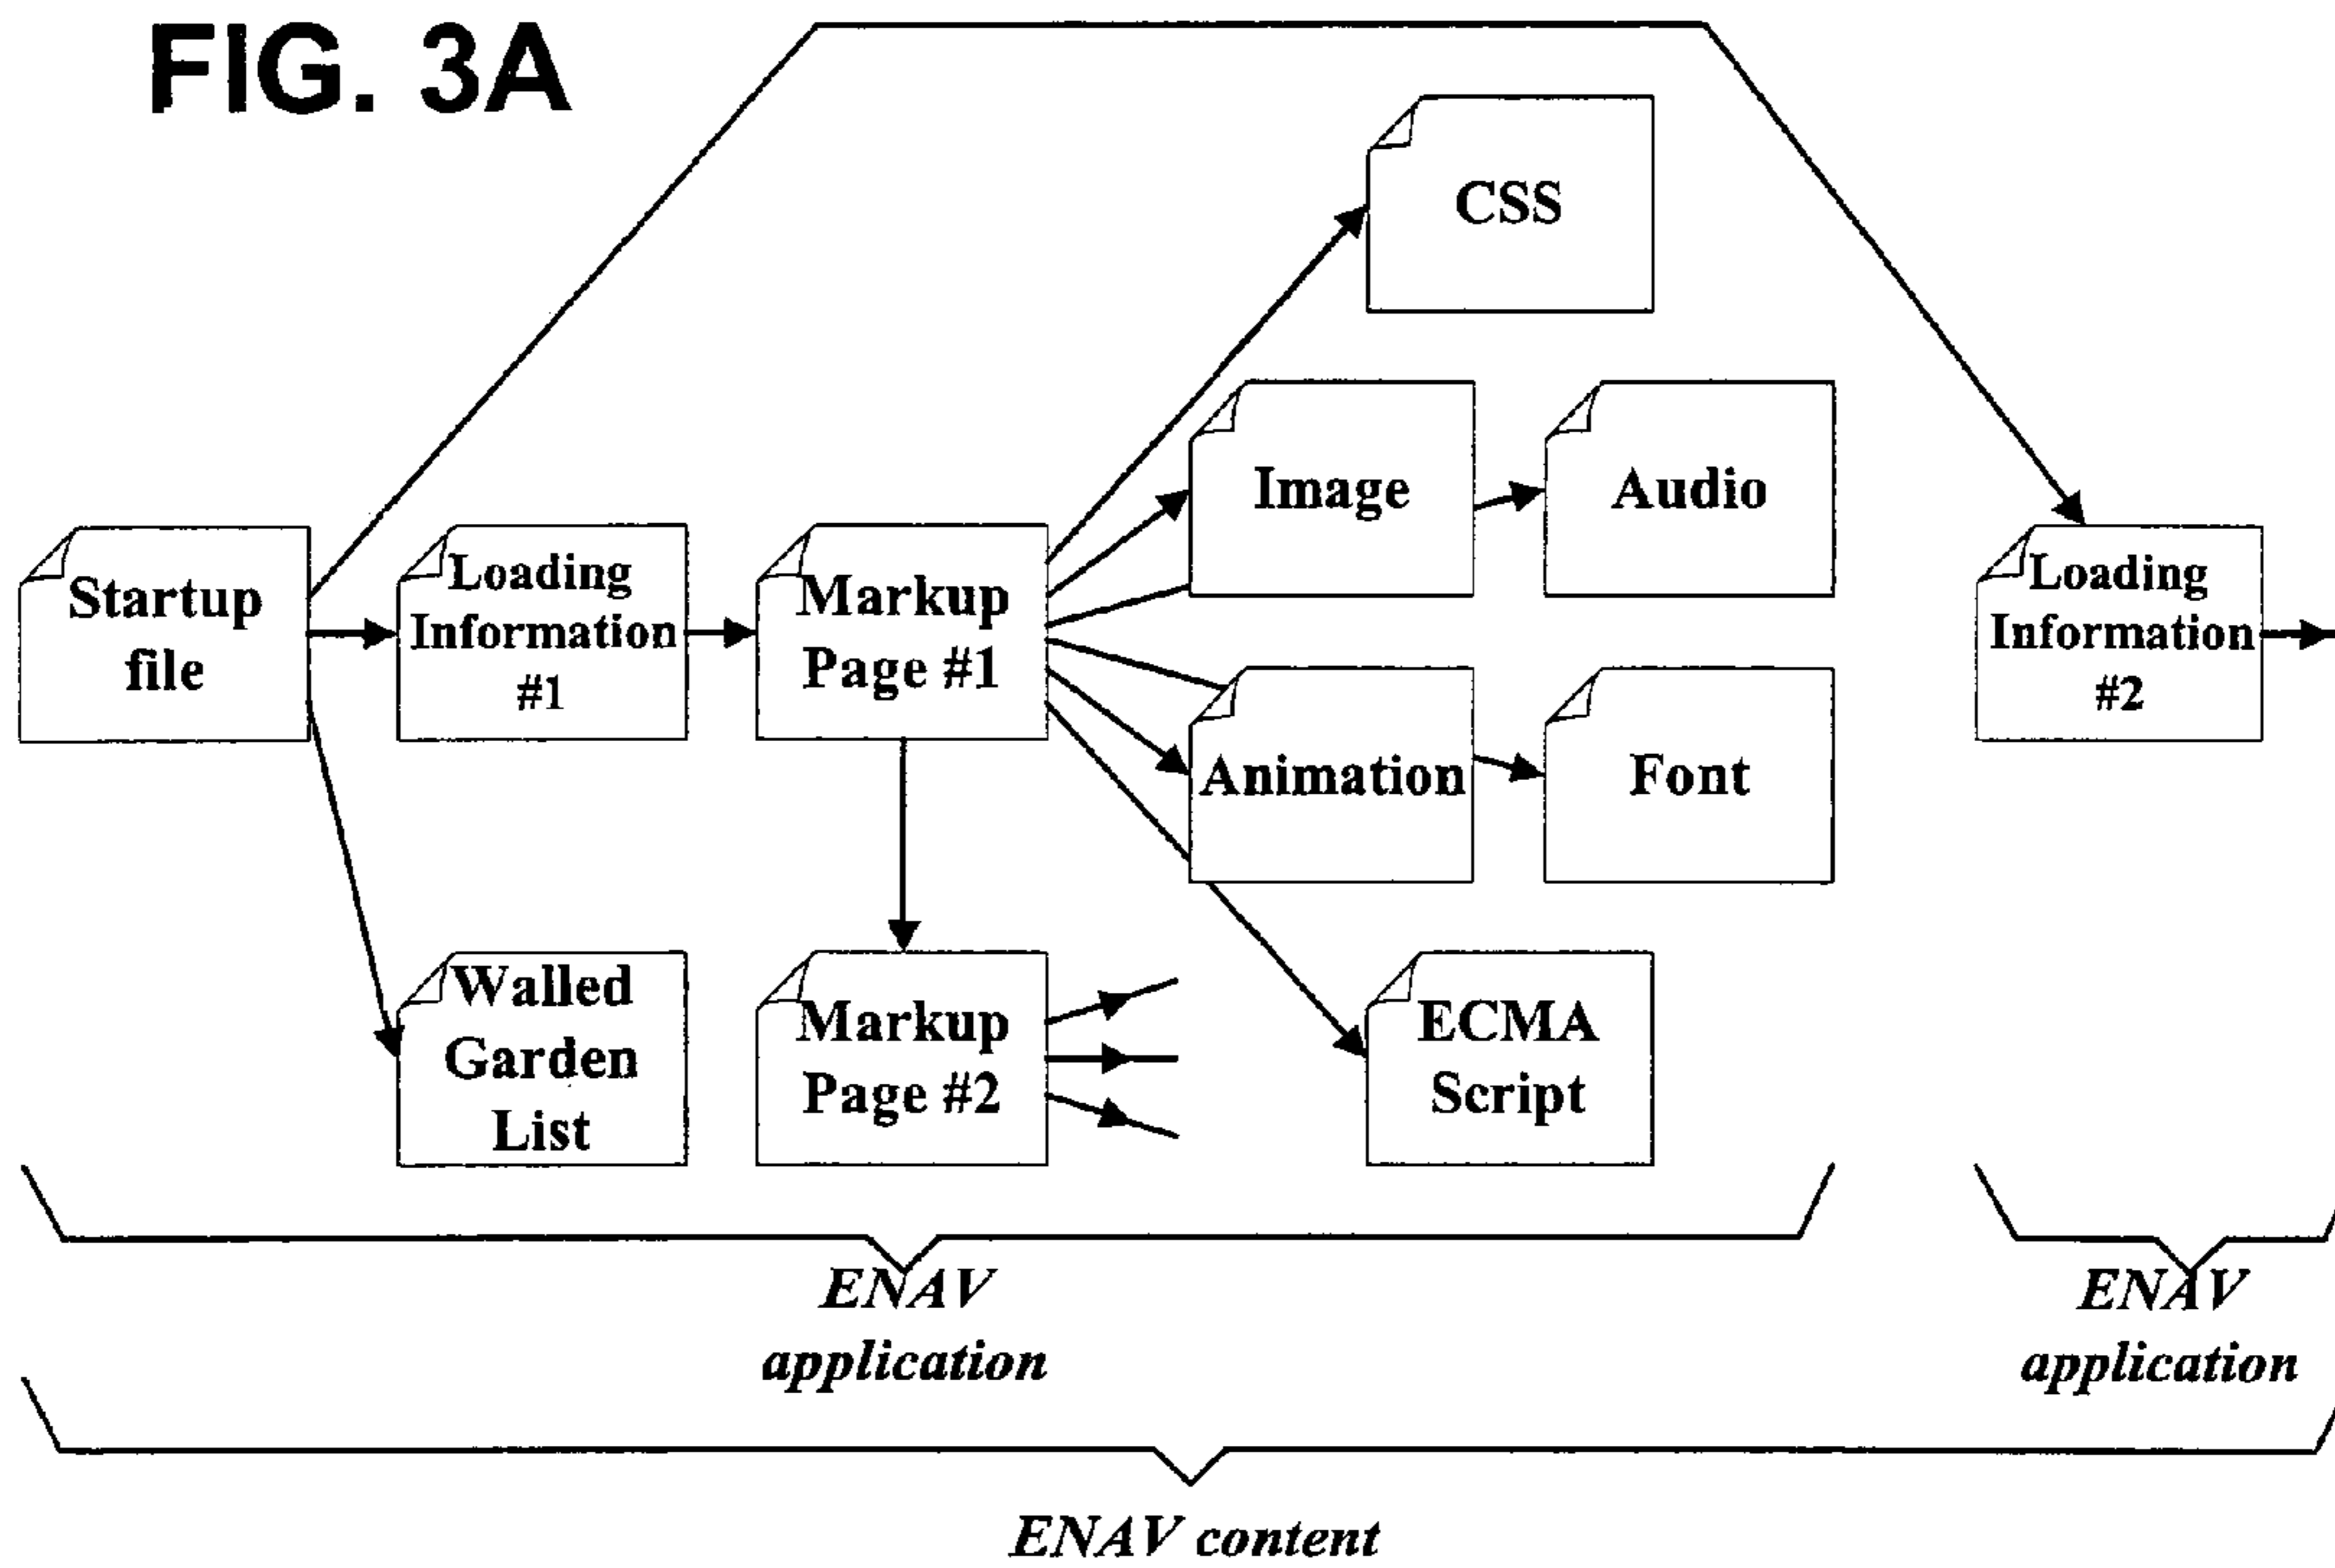 FIG. 3A
CSS
Image
Audio
Startup
file
Loading
Information
#1
Markup
Page #1
Loading
Information
#2
Animation
Font
Walled
Garden
List
Markup
Page #2
ECMA
Script
ENAV
application
ENAV
application
ENAV content